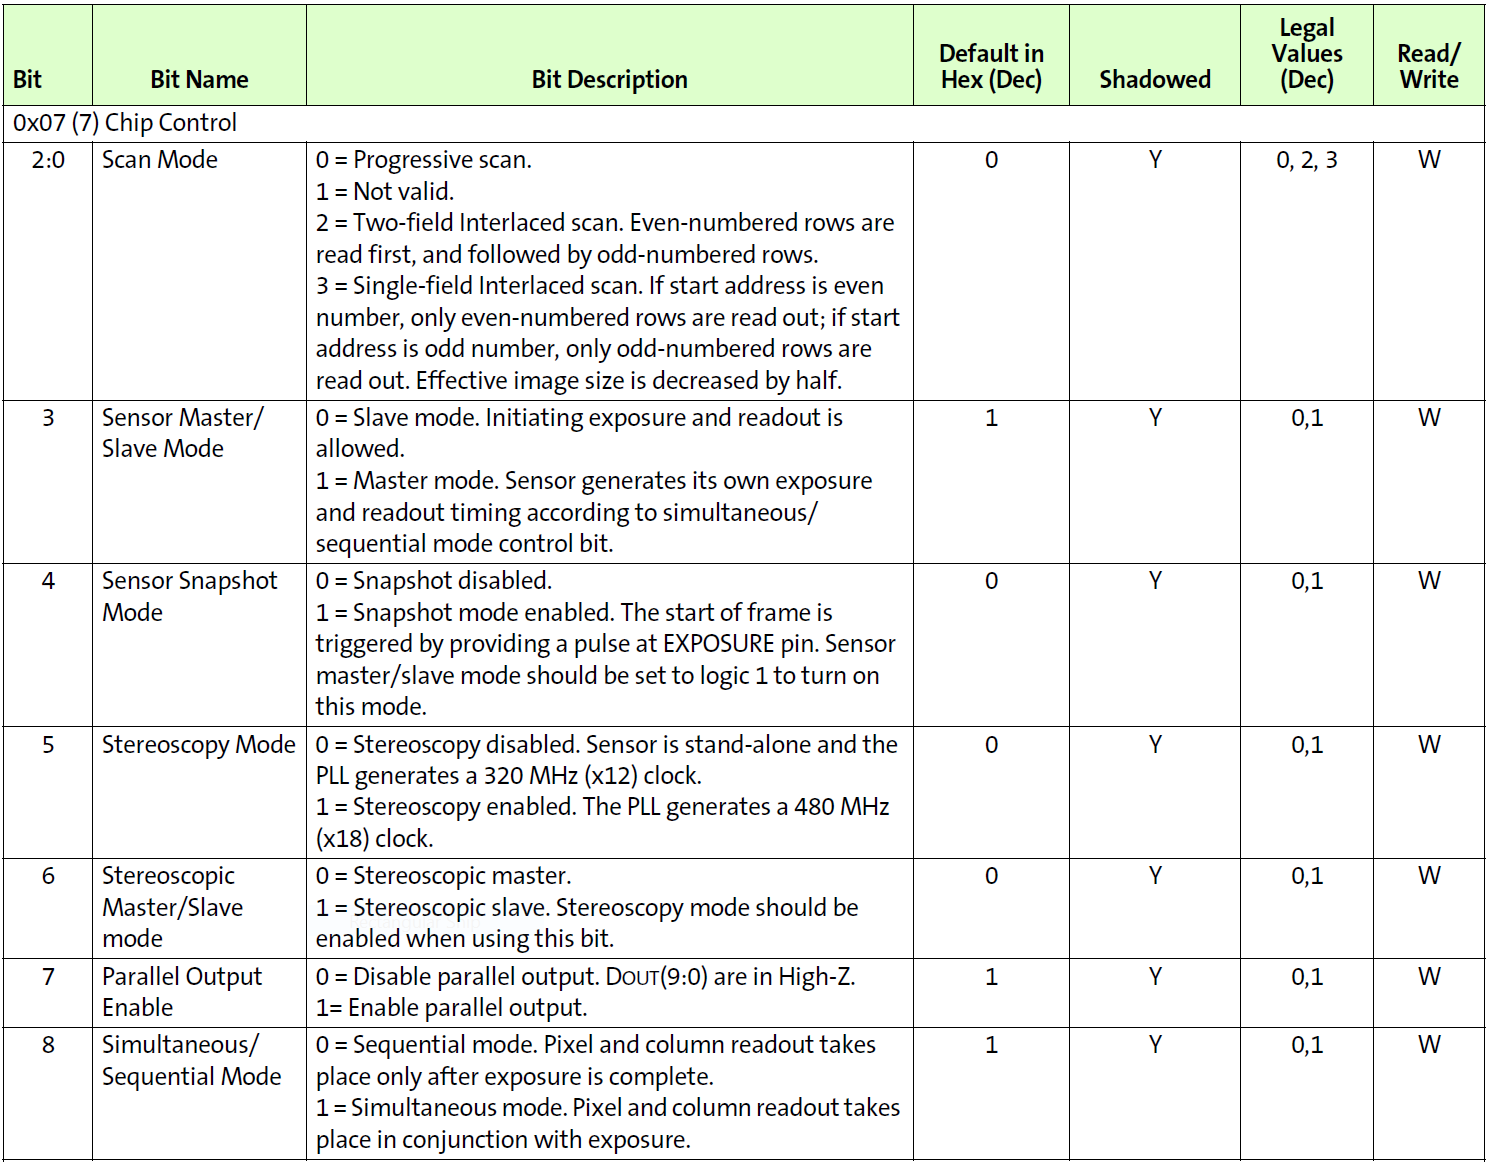 Bit
Bit Name
Bit Description
Default in
Hex (Dec)
Shadowed
Legal
Values
(Dec)
Read/
Write
0x07 (7) Chip Control
2:0
Scan Mode
0 = Progressive scan.
1 = Not valid.
2 = Two-field Interlaced scan. Even-numbered rows are
read first, and followed by odd-numbered rows.
3 = Single-field Interlaced scan. If start address is even
number, only even-numbered rows are read out; if start
address is odd number, only odd-numbered rows are
read out. Effective image size is decreased by half.
0
Y
0, 2, 3
W
3
Sensor Master/
Slave Mode
0 = Slave mode. Initiating exposure and readout is
allowed.
1 = Master mode. Sensor generates its own exposure
and readout timing according to simultaneous/
sequential mode control bit.
1
Y
0,1
W
4
Sensor Snapshot
Mode
0 = Snapshot disabled.
1 = Snapshot mode enabled. The start of frame is
triggered by providing a pulse at EXPOSURE pin. Sensor
master/slave mode should be set to logic 1 to turn on
this mode.
0
Y
0,1
W
5
Stereoscopy Mode
0 = Stereoscopy disabled. Sensor is stand-alone and the
PLL generates a 320 MHz (x12) clock.
1 = Stereoscopy enabled. The PLL generates a 480 MHz
(x18) clock.
0
Y
0,1
W
6
Stereoscopic
Master/Slave
mode
0 = Stereoscopic master.
1 = Stereoscopic slave. Stereoscopy mode should be
enabled when using this bit.
0
Y
0,1
W
7
Parallel Output
Enable
0 = Disable parallel output. DOUT(9:0) are in High-Z.
1= Enable parallel output.
1
Y
0,1
W
8
Simultaneous/
Sequential Mode
0 = Sequential mode. Pixel and column readout takes
place only after exposure is complete.
1 = Simultaneous mode. Pixel and column readout takes
place in conjunction with exposure.
1
Y
0,1
W